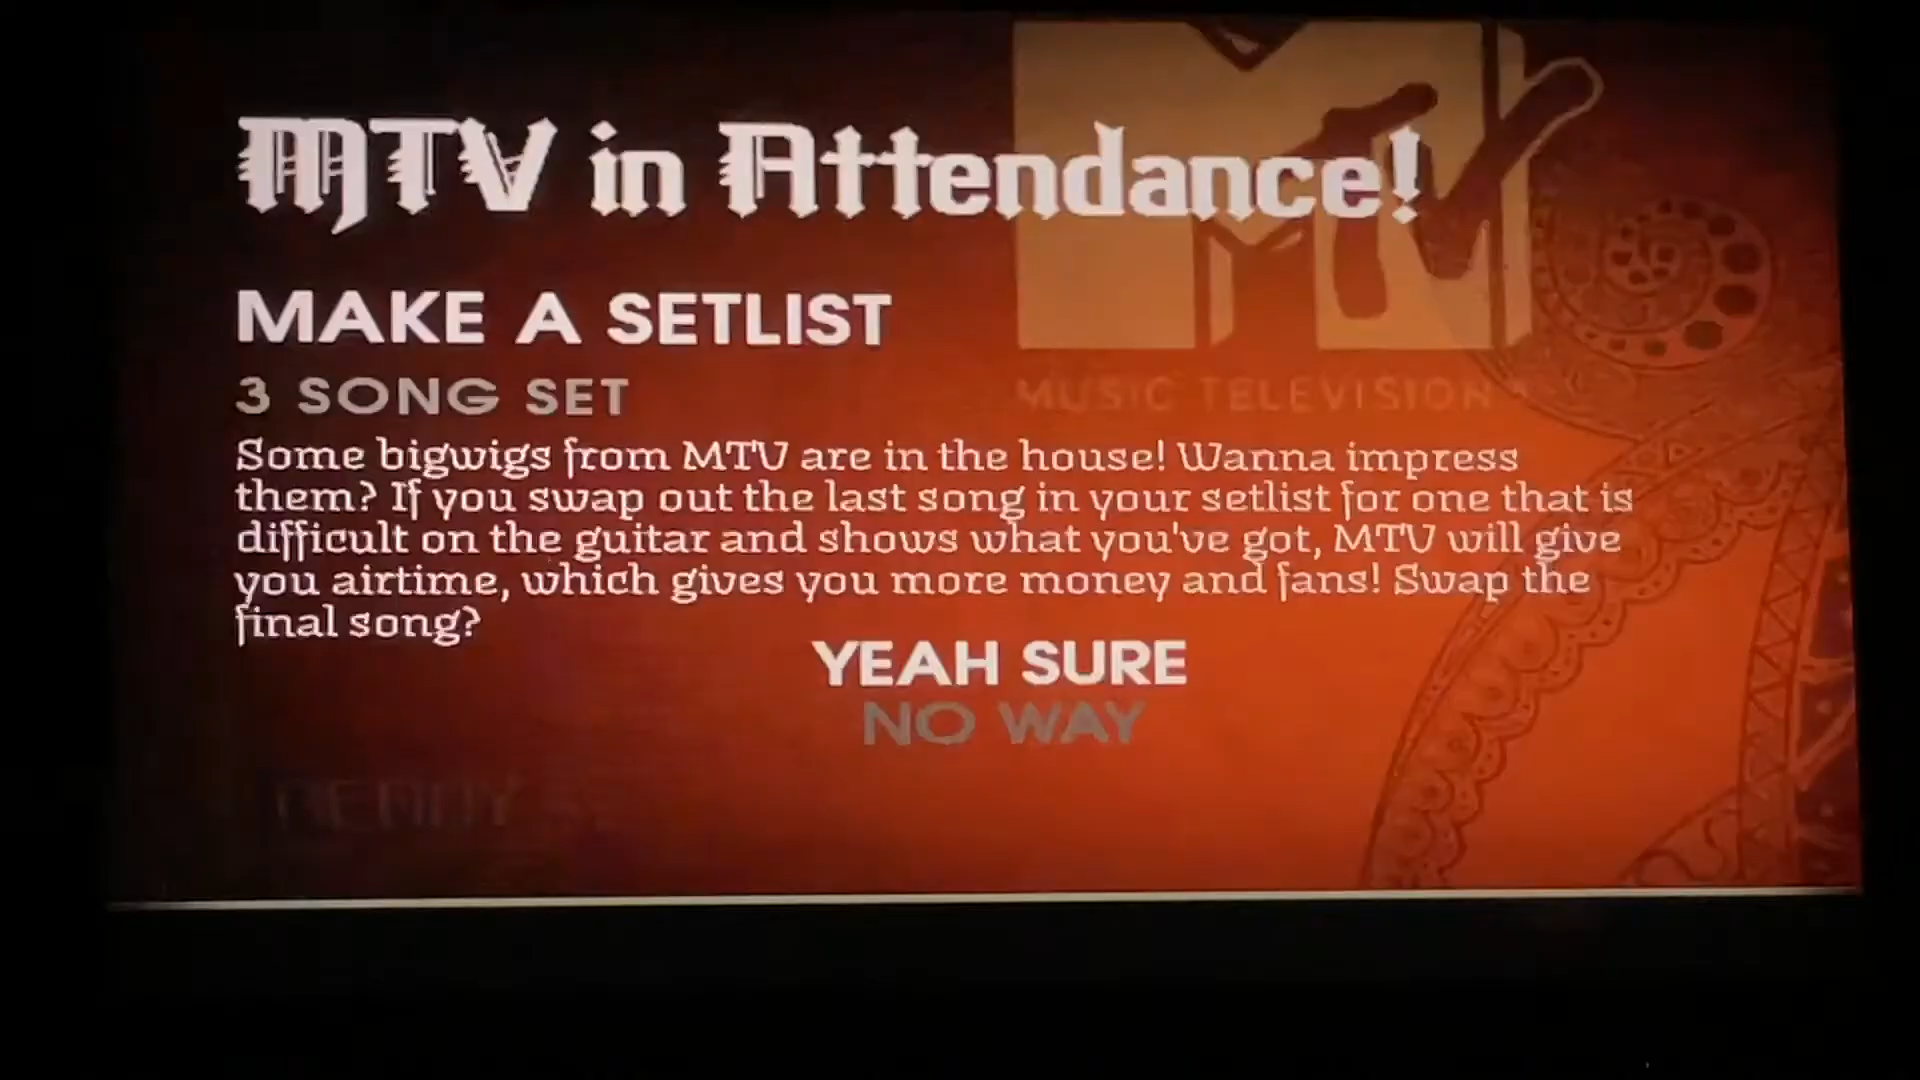 MTV in Attendance!
MAKE A SETLIST
3 SONG SET
MUSIC TELEVISION
Some bigwigs from MTV are in the house! Wanna impress
them? If you swap out the last song in your setlist for one that is
difficult on the guitar and shows what you've got, MTV will give
you airtime, which gives you more money and fans! Swap the
final song?
YEAH SURE
NO WAY